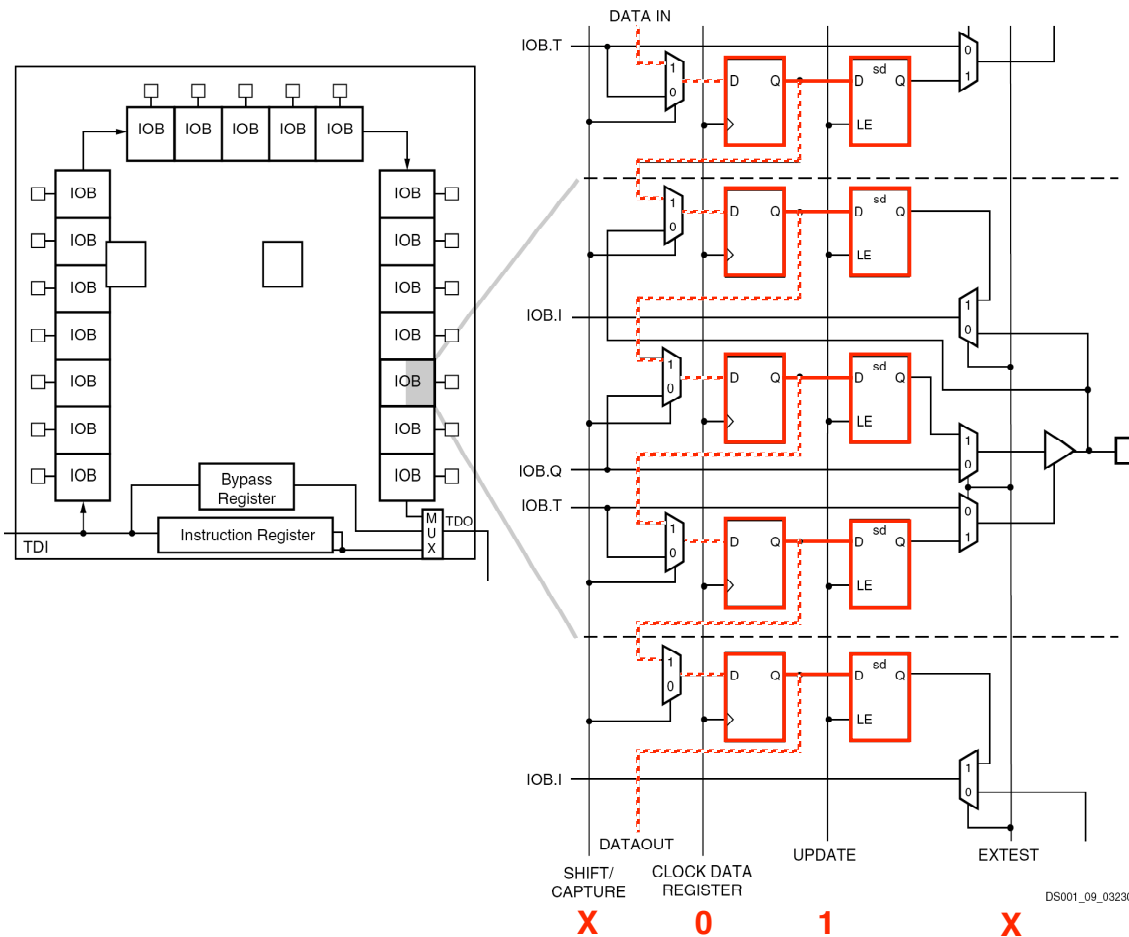 DATA IN
IOB.T
0
1
1
0
D Q
sd
D Q
LE
IOB IOB IOB IOB IOB
IOB
IOB
IOB
IOB
IOB
IOB
IOB
IOB
IOB
IOB
IOB
IOB
IOB
IOB
Bypass
Register
Instruction Register
TDI
M
U
X
TDO
1
0
D Q
sd
D Q
LE
IOB.I
1
0
1
0
D Q
sd
D Q
LE
1
0
IOB.Q
IOB.T
0
1
1
0
D Q
sd
D Q
LE
1
0
D Q
sd
D Q
LE
IOB.I
1
0
DATAOUT
SHIFT/
CAPTURE
CLOCK DATA
REGISTER
UPDATE
EXTEST
DS001_09_0323
X 0 1 X